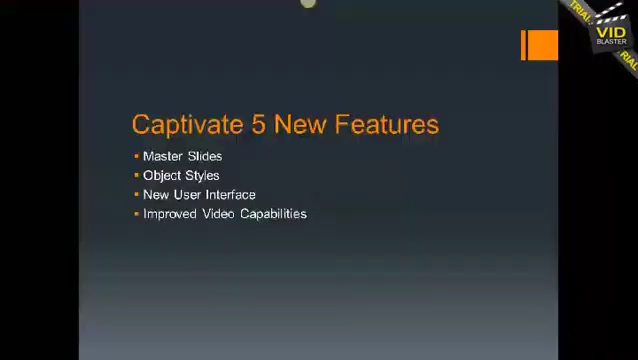 TRIAL
VID
BLASTER
TRIAL
Captivate 5 New Features
Master Slides
Object Styles
New User Interface
Improved Video Capabilities